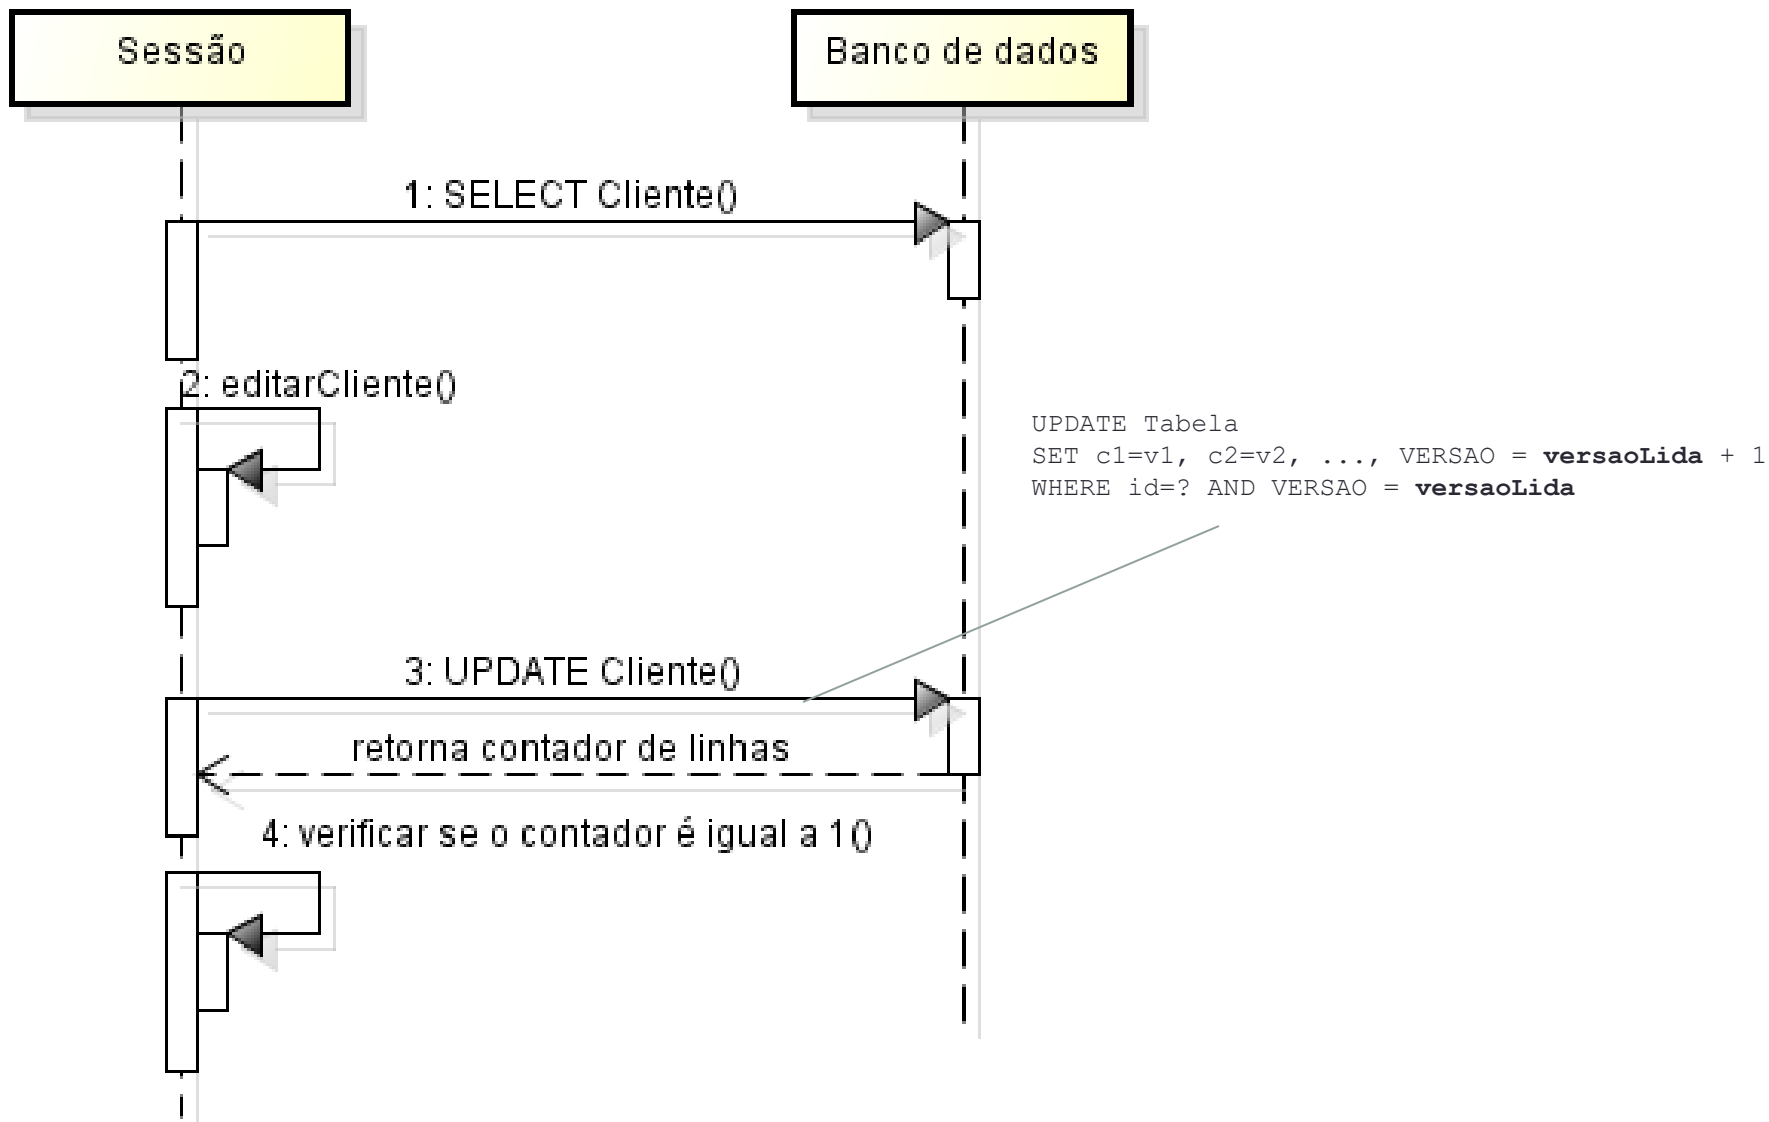 Sessão
Banco de dados
1: SELECT Cliente()
2: editarCliente()
UPDATE Tabela
SET c1=v1, c2=v2, ..., VERSAO = versaoLida + 1
WHERE id=? AND VERSAO = versaoLida
3: UPDATE Cliente()
retorna contador de linhas
4: verificar se o contador é igual a 1()